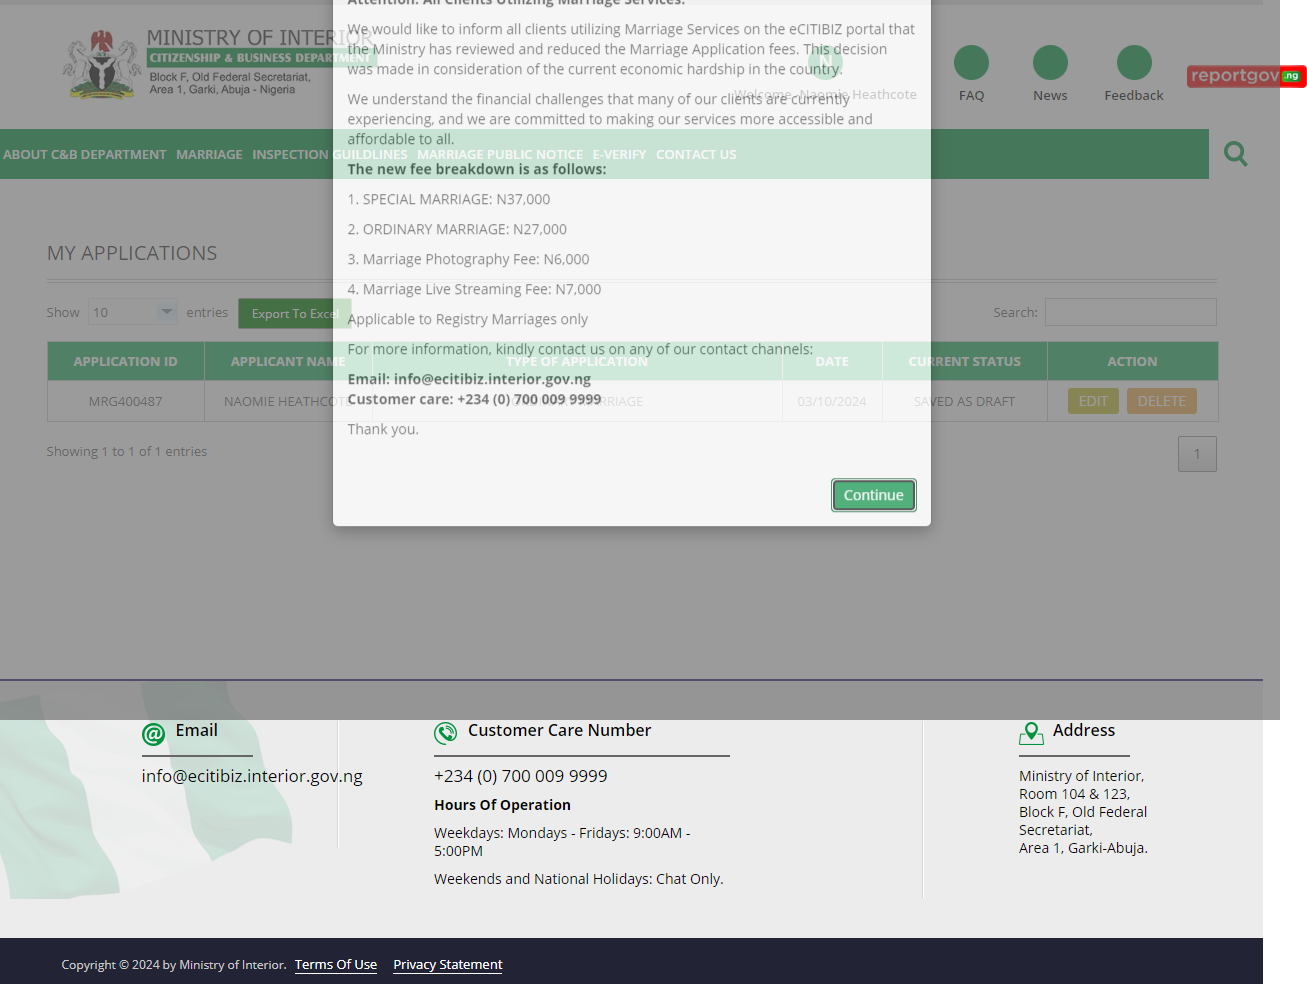 Attention: All Clients Utilizing Marriage Services.
We would like to inform all clients utilizing Marriage Services on the eCITIBIZ portal that
the Ministry has reviewed and reduced the Marriage Application fees. This decision
was made in consideration of the current economic hardship in the country.
We understand the financial challenges that many of our clients are currently
experiencing, and we are committed to making our services more accessible and
affordable to all.
The new fee breakdown is as follows:
1. SPECIAL MARRIAGE: N37,000
2. ORDINARY MARRIAGE: N27,000
3. Marriage Photography Fee: N6,000
4. Marriage Live Streaming Fee: N7,000
Applicable to Registry Marriages only
For more information, kindly contact us on any of our contact channels:
Email: info@ecitibiz.interior.gov.ng
Customer care: +234 (0) 700 009 9999
Thank you.
Continue
MINISTRY OF INTERIOR
CITIZENSHIP & BUSINESS DEPARTMENT
Block F, Old Federal Secretariat,
Area 1, Garki, Abuja - Nigeria
N
Welcome, Naomie Heathcote
FAQ
News
Feedback
reportgov.ng
ABOUT C&B DEPARTMENT MARRIAGE INSPECTION GUILDLINES MARRIAGE PUBLIC NOTICE E-VERIFY CONTACT US
MY APPLICATIONS
Show 10 entries Export To Excel Search:
APPLICATION ID APPLICANT NAME TYPE OF APPLICATION DATE CURRENT STATUS ACTION
MRG400487 NAOMIE HEATHCOTE MARRIAGE 03/10/2024 SAVED AS DRAFT EDIT DELETE
Showing 1 to 1 of 1 entries 1
Email
info@ecitibiz.interior.gov.ng
Customer Care Number
+234 (0) 700 009 9999
Hours Of Operation
Weekdays: Mondays - Fridays: 9:00AM -
5:00PM
Weekends and National Holidays: Chat Only.
Address
Ministry of Interior,
Room 104 & 123,
Block F, Old Federal
Secretariat,
Area 1, Garki-Abuja.
Copyright © 2024 by Ministry of Interior. Terms Of Use Privacy Statement